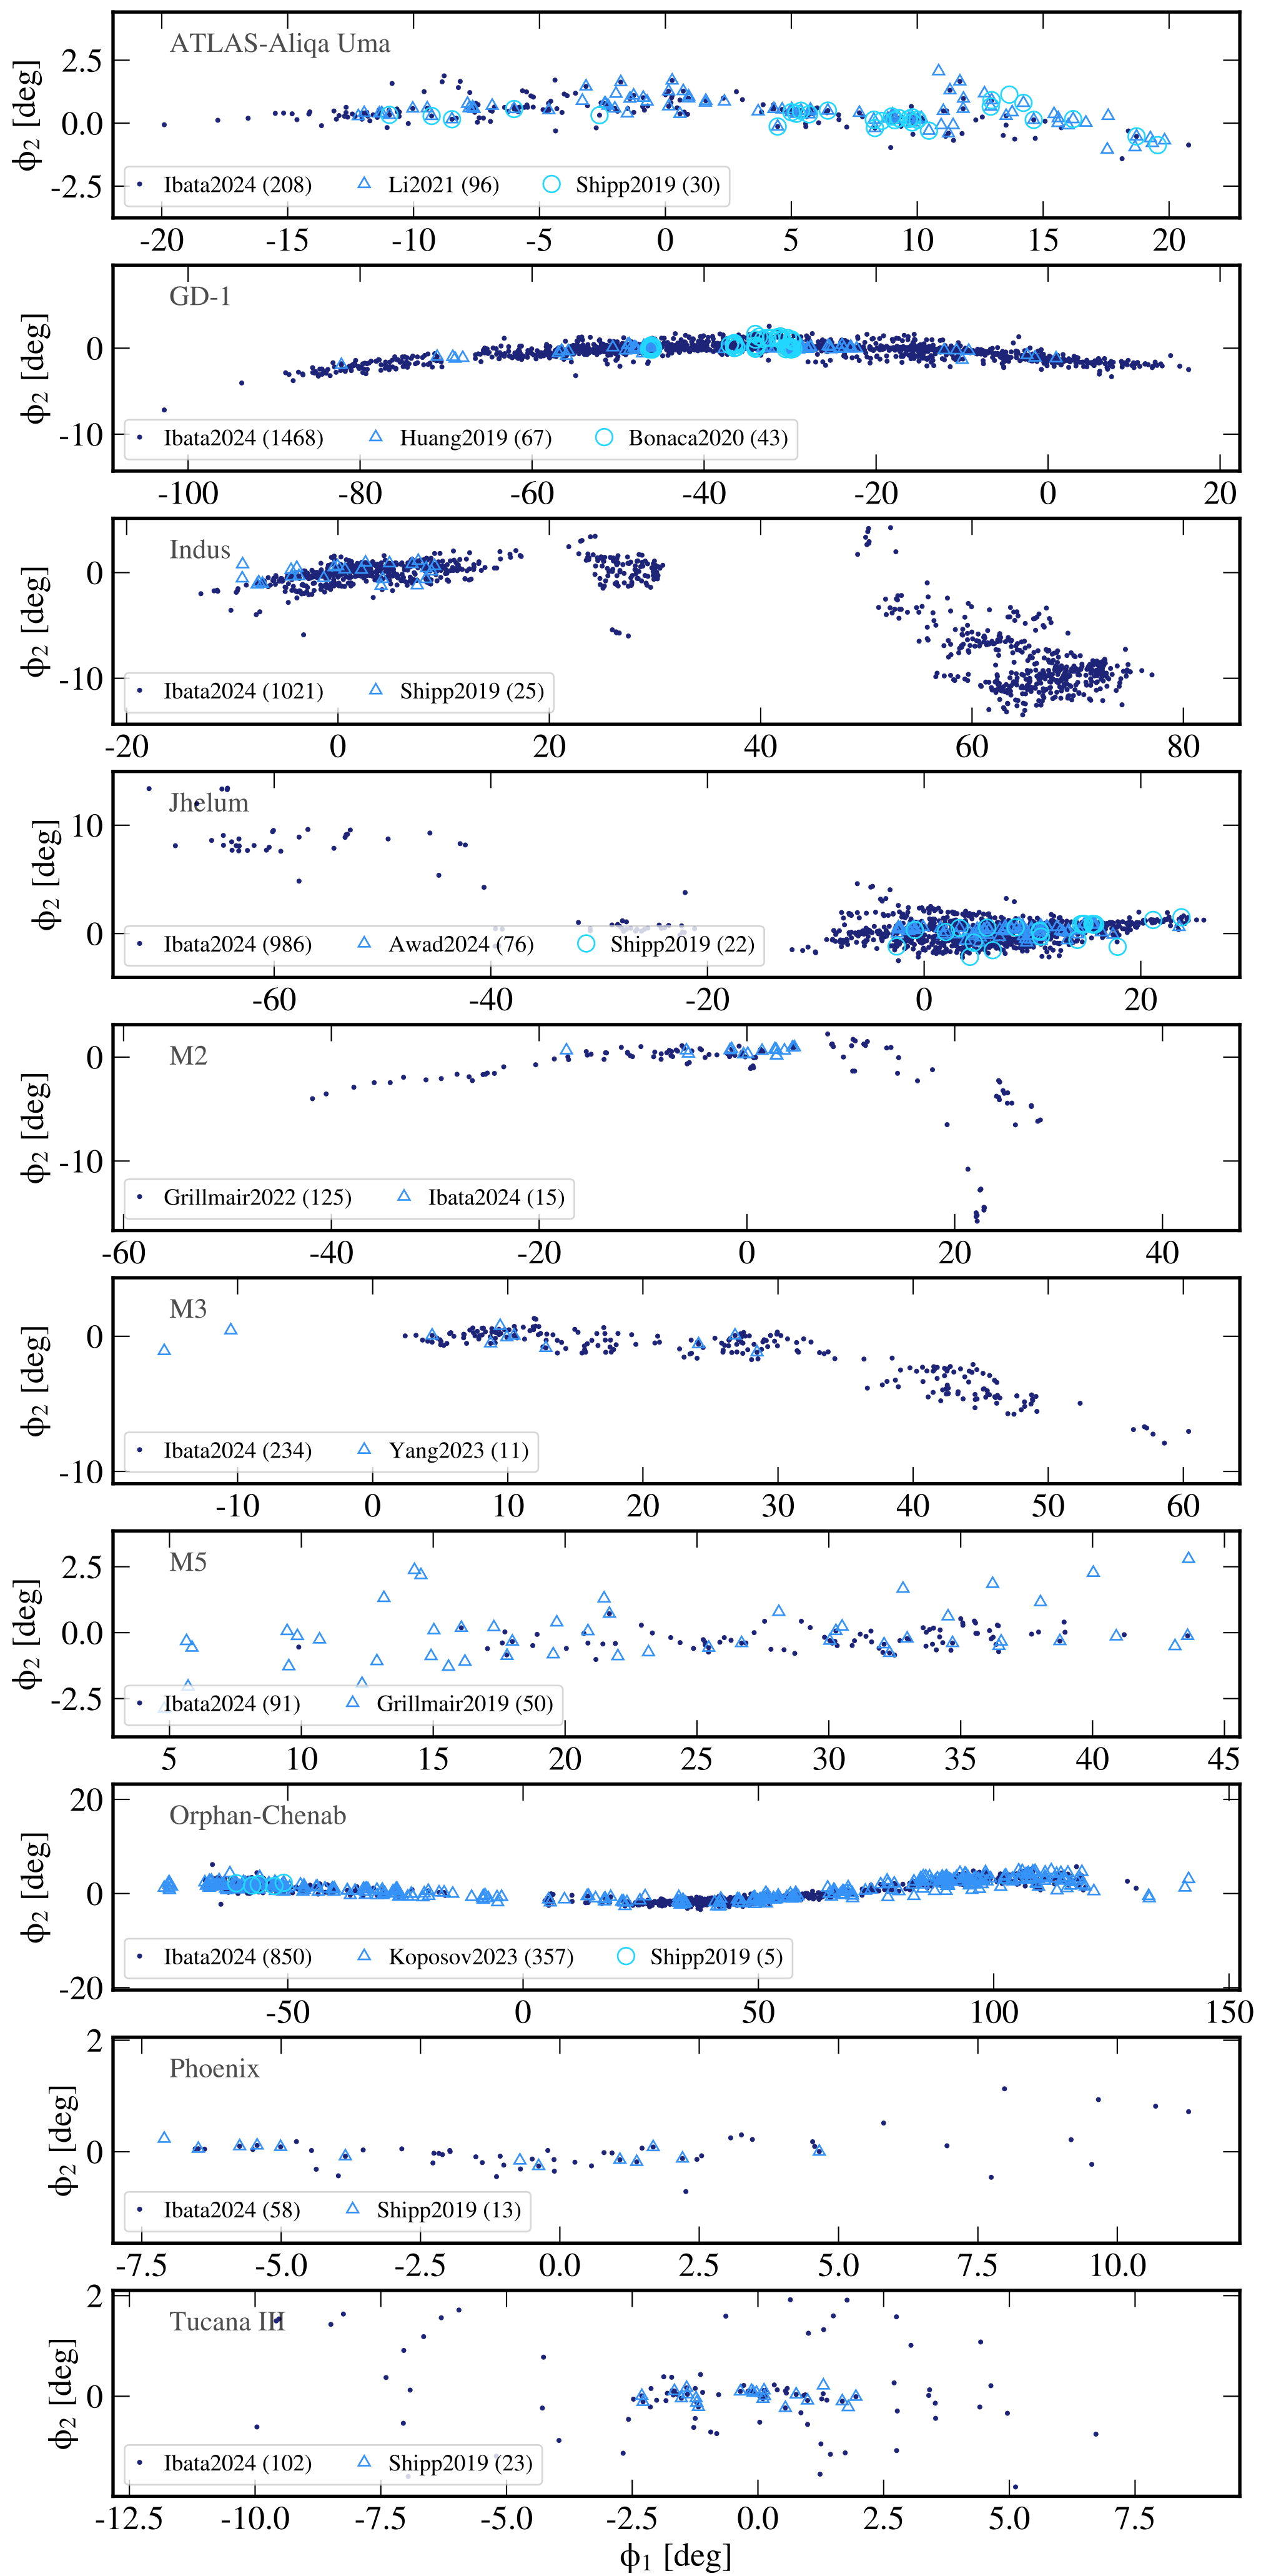 ATLAS-Aliqa Uma
2.5
0.0
-2.5
ϕ2 [deg]
Ibata2024 (208) Li2021 (96) Shipp2019 (30)
-20 -15 -10 -5 0 5 10 15 20
GD-1
0
-10
ϕ2 [deg]
Ibata2024 (1468) Huang2019 (67) Bonaca2020 (43)
-100 -80 -60 -40 -20 0 20
Indus
0
-10
ϕ2 [deg]
Ibata2024 (1021) Shipp2019 (25)
-20 0 20 40 60 80
Jhelum
10
0
ϕ2 [deg]
Ibata2024 (986) Awad2024 (76) Shipp2019 (22)
-60 -40 -20 0 20
M2
0
-10
ϕ2 [deg]
Grillmair2022 (125) Ibata2024 (15)
-60 -40 -20 0 20 40
M3
0
-10
ϕ2 [deg]
Ibata2024 (234) Yang2023 (11)
-10 0 10 20 30 40 50 60
M5
2.5
0.0
-2.5
ϕ2 [deg]
Ibata2024 (91) Grillmair2019 (50)
5 10 15 20 25 30 35 40 45
Orphan-Chenab
20
0
-20
ϕ2 [deg]
Ibata2024 (850) Koposov2023 (357) Shipp2019 (5)
-50 0 50 100 150
Phoenix
2
0
ϕ2 [deg]
Ibata2024 (58) Shipp2019 (13)
-7.5 -5.0 -2.5 0.0 2.5 5.0 7.5 10.0
Tucana III
2
0
ϕ2 [deg]
Ibata2024 (102) Shipp2019 (23)
-12.5 -10.0 -7.5 -5.0 -2.5 0.0 2.5 5.0 7.5
ϕ1 [deg]